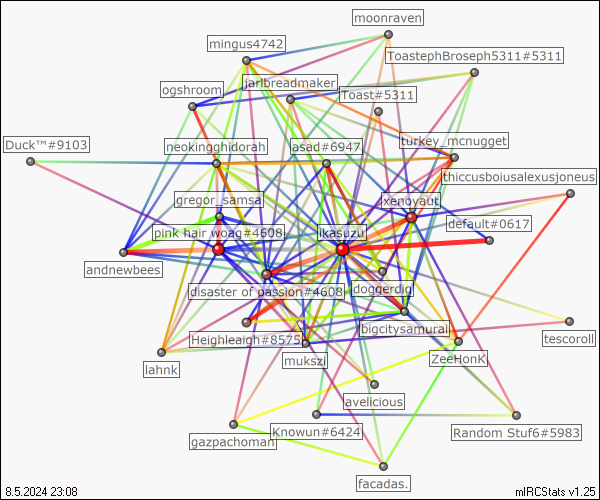 moonraven
mingus4742
ToastephBroseph5311#5311
jarlbreadmaker
ogshroom
Toast#5311
Duck™#9103
neokinghidorah
asad#6947
turkey_mcnugget
thiccusboiusalexusjoneus
gregor_samsa
xenoyaut
pink hair woag#4608
ikasuzu
default#0617
andnewbees
disaster of passion#4608
doggerdig
Heighleaigh#8575
bigcitysamurai
tescoroll
lahnk
mukszi
ZeeHonK
avelicious
gazpachoman
Knowun#6424
Random Stuf6#5983
facadas.
8.5.2024 23:08
mIRCStats v1.25